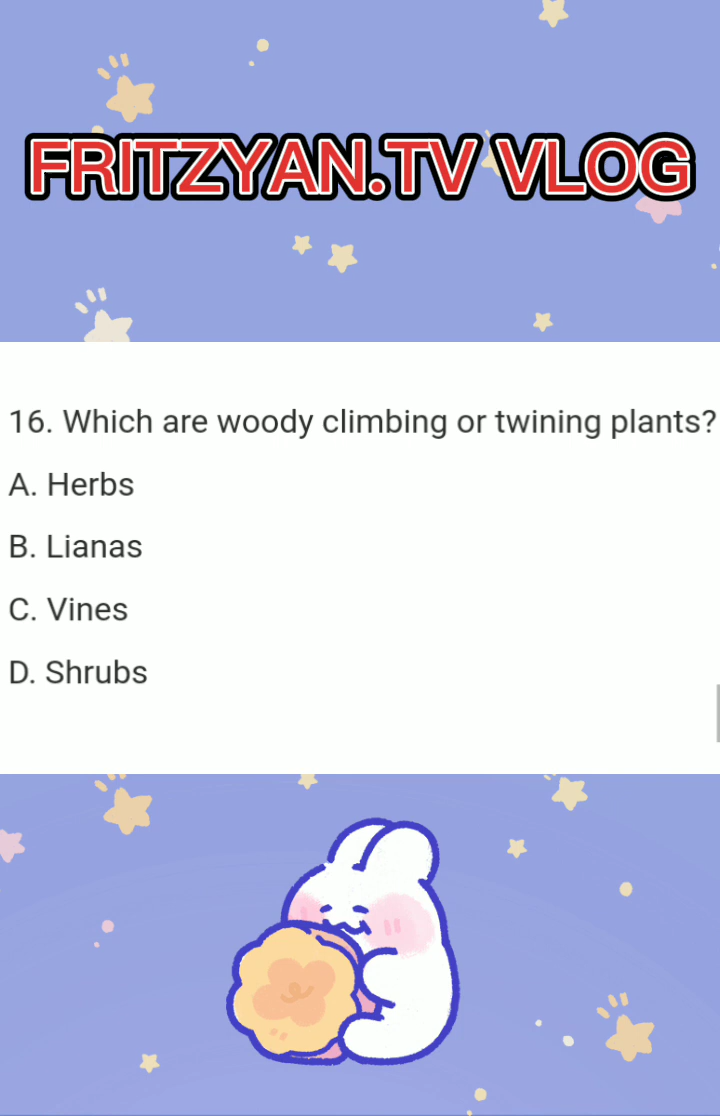 FRITZYAN.TV VLOG
16. Which are woody climbing or twining plants?
A. Herbs
B. Lianas
C. Vines
D. Shrubs